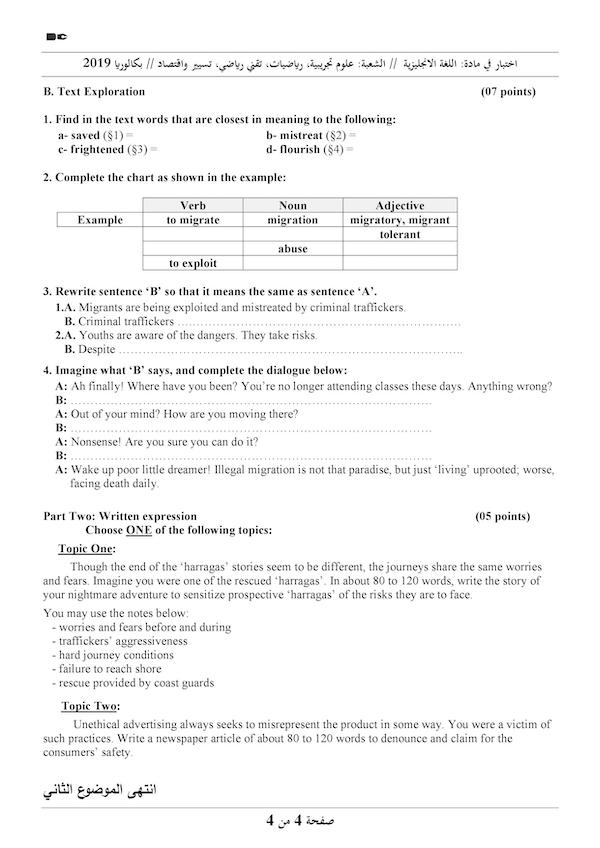 اختبار في مادة: اللغة الانجليزية // الشعبة: علوم تجريبية، رياضيات، تقني رياضي، تسيير واقتصاد // بكالوريا 2019
B. Text Exploration (07 points)
1. Find in the text words that are closest in meaning to the following:
a- saved (§1) = b- mistreat (§2) =
c- frightened (§3) = d- flourish (§4) =
2. Complete the chart as shown in the example:
Verb Noun Adjective
Example to migrate migration migratory, migrant
tolerant
abuse
to exploit
3. Rewrite sentence ‘B’ so that it means the same as sentence ‘A’.
1.A. Migrants are being exploited and mistreated by criminal traffickers.
B. Criminal traffickers ……………………………………………………………….
2.A. Youths are aware of the dangers. They take risks.
B. Despite ……………………………………………………………………………..
4. Imagine what ‘B’ says, and complete the dialogue below:
A: Ah finally! Where have you been? You’re no longer attending classes these days. Anything wrong?
B: …………………………………………………………………………………
A: Out of your mind? How are you moving there?
B: …………………………………………………………………………………
A: Nonsense! Are you sure you can do it?
B: …………………………………………………………………………………
A: Wake up poor little dreamer! Illegal migration is not that paradise, but just ‘living’ uprooted; worse,
facing death daily.
Part Two: Written expression (05 points)
Choose ONE of the following topics:
Topic One:
Though the end of the ‘harragas’ stories seem to be different, the journeys share the same worries
and fears. Imagine you were one of the rescued ‘harragas’. In about 80 to 120 words, write the story of
your nightmare adventure to sensitize prospective ‘harragas’ of the risks they are to face.
You may use the notes below:
- worries and fears before and during
- traffickers’ aggressiveness
- hard journey conditions
- failure to reach shore
- rescue provided by coast guards
Topic Two:
Unethical advertising always seeks to misrepresent the product in some way. You were a victim of
such practices. Write a newspaper article of about 80 to 120 words to denounce and claim for the
consumers’ safety.
انتهى الموضوع الثاني
صفحة 4 من 4